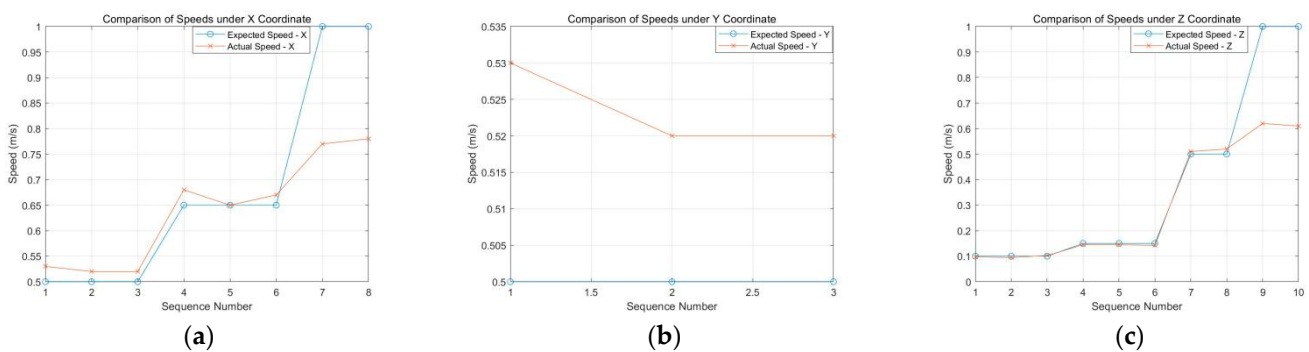 Comparison of Speeds under X Coordinate
Expected Speed - X
Actual Speed - X
1
0.95
0.9
0.85
0.8
0.75
0.7
0.65
0.6
0.55
0.5
Speed (m/s)
1 2 3 4 5 6 7 8
Sequence Number
(a)
Comparison of Speeds under Y Coordinate
Expected Speed - Y
Actual Speed - Y
0.535
0.53
0.525
0.52
0.515
0.51
0.505
0.5
Speed (m/s)
1 1.5 2 2.5 3
Sequence Number
(b)
Comparison of Speeds under Z Coordinate
Expected Speed - Z
Actual Speed - Z
1
0.9
0.8
0.7
0.6
0.5
0.4
0.3
0.2
0.1
0
Speed (m/s)
1 2 3 4 5 6 7 8 9 10
Sequence Number
(c)